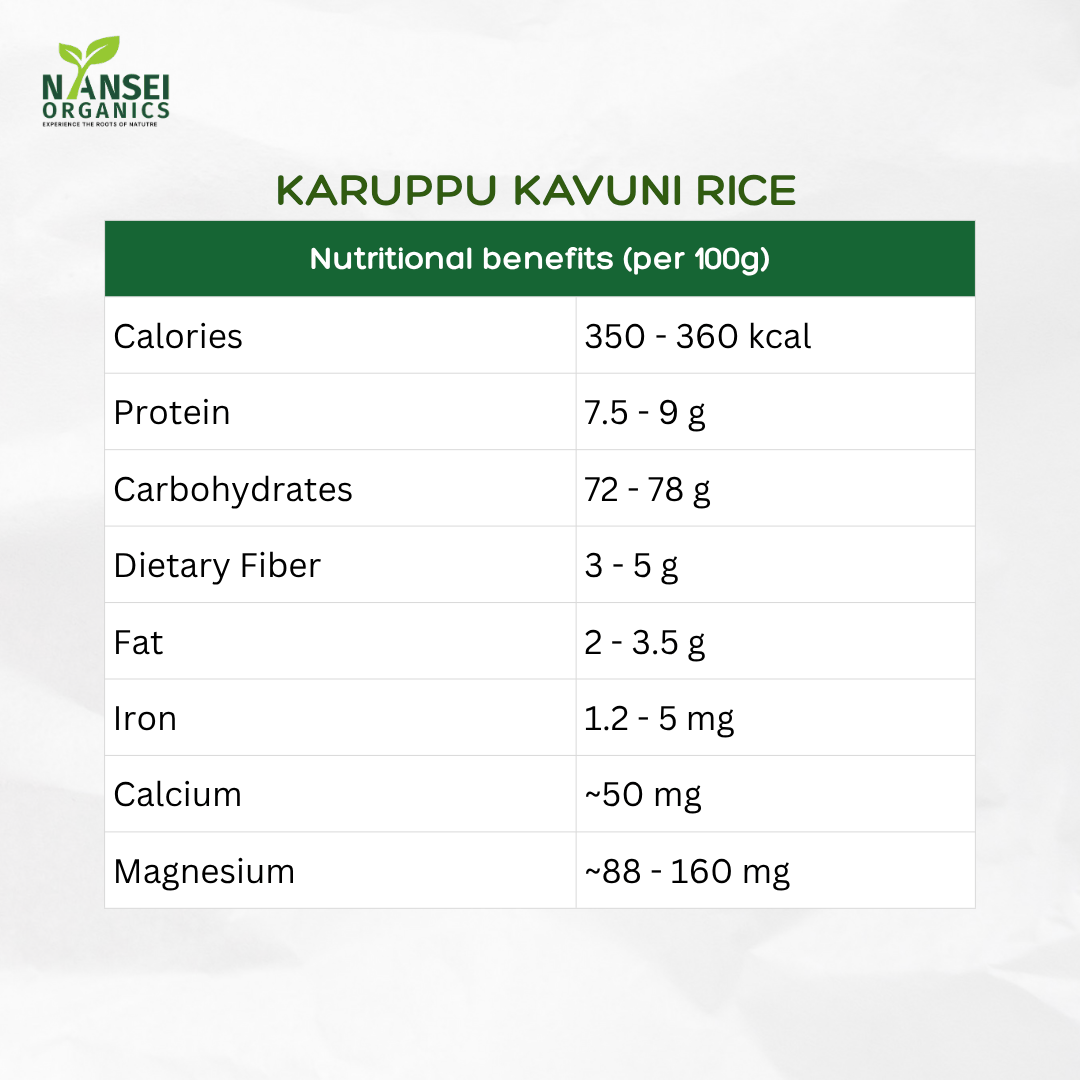 NANSEI
ORGANICS
EXPERIENCE THE ROOTS OF NATUTRE
KARUPPU KAVUNI RICE
Nutritional benefits (per 100g)
Calories 350 - 360 kcal
Protein 7.5 - 9 g
Carbohydrates 72 - 78 g
Dietary Fiber 3 - 5 g
Fat 2 - 3.5 g
Iron 1.2 - 5 mg
Calcium ~50 mg
Magnesium ~88 - 160 mg